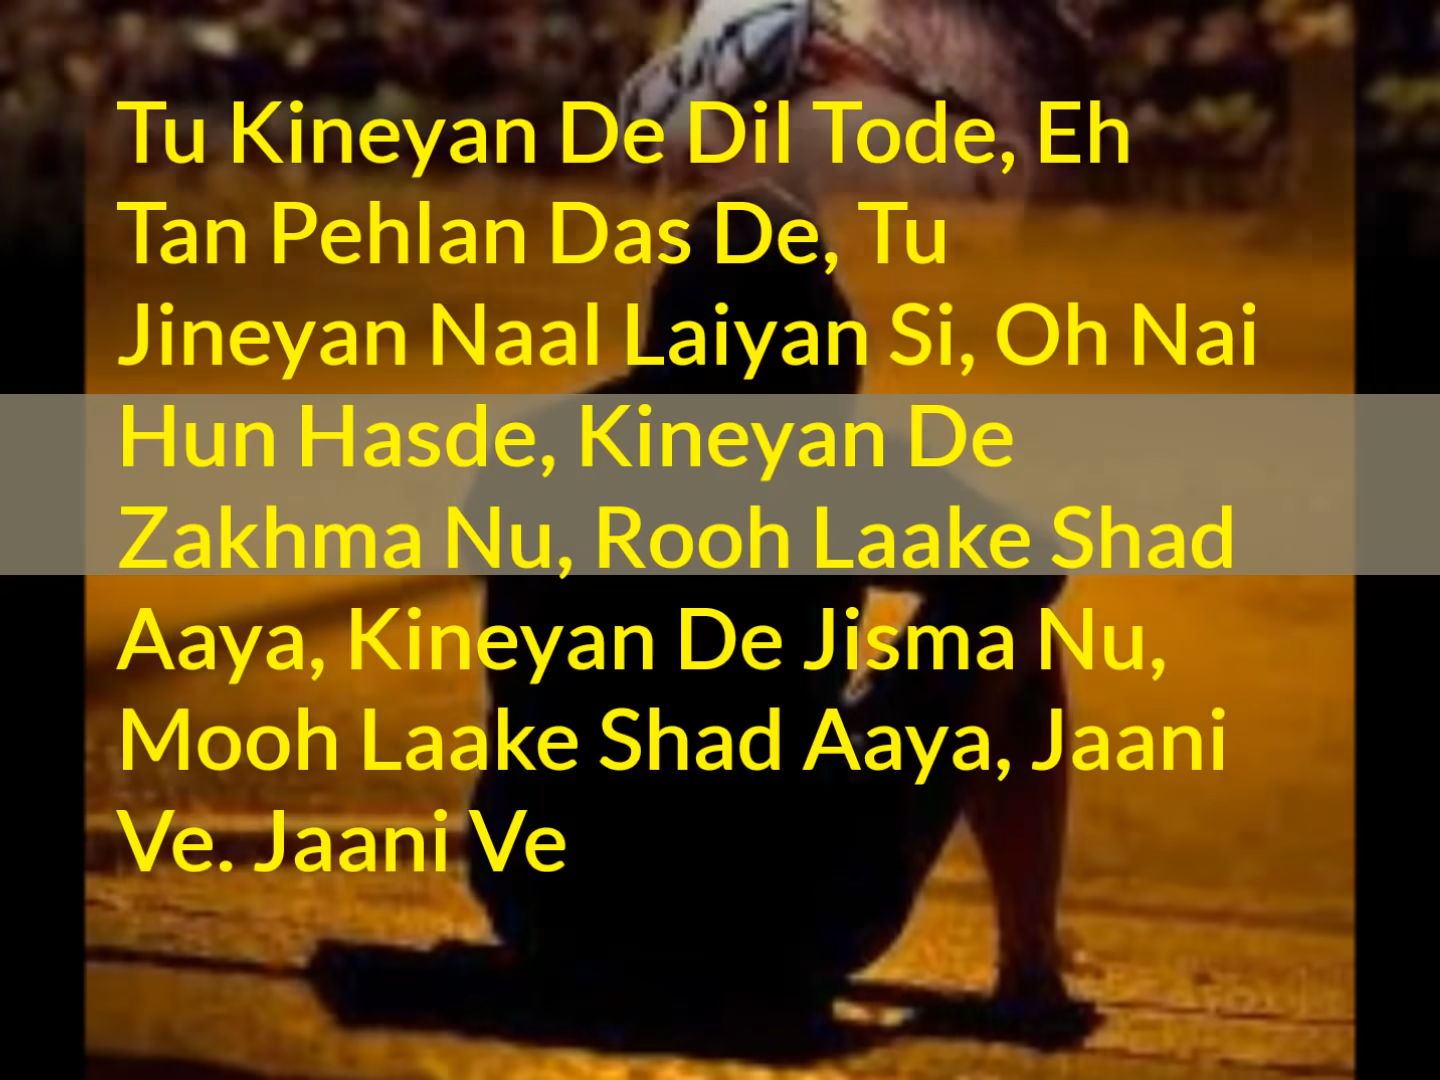 Tu Kineyan De Dil Tode, Eh
Tan Pehlan Das De, Tu
Jineyan Naal Laiyan Si, Oh Nai
Hun Hasde, Kineyan De
Zakhma Nu, Rooh Laake Shad
Aaya, Kineyan De Jisma Nu,
Mooh Laake Shad Aaya, Jaani
Ve. Jaani Ve